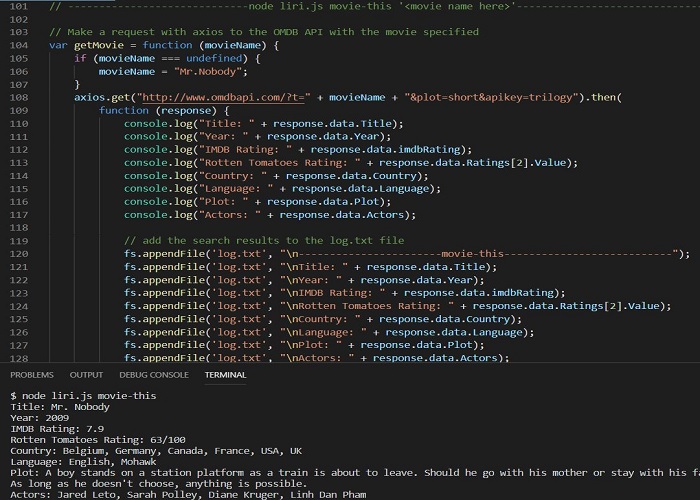 101 // ------------------------------node liri.js movie-this '<movie name here>'------------------------------
102
103 // Make a request with axios to the OMDB API with the movie specified
104 var getMovie = function (movieName) {
105     if (movieName === undefined) {
106         movieName = "Mr.Nobody";
107     }
108     axios.get("http://www.omdbapi.com/?t=" + movieName + "&plot=short&apikey=trilogy").then(
109         function (response) {
110             console.log("Title: " + response.data.Title);
111             console.log("Year: " + response.data.Year);
112             console.log("IMDB Rating: " + response.data.imdbRating);
113             console.log("Rotten Tomatoes Rating: " + response.data.Ratings[2].Value);
114             console.log("Country: " + response.data.Country);
115             console.log("Language: " + response.data.Language);
116             console.log("Plot: " + response.data.Plot);
117             console.log("Actors: " + response.data.Actors);
118
119             // add the search results to the log.txt file
120             fs.appendFile('log.txt', "\n-----------------------movie-this---------------------------");
121             fs.appendFile('log.txt', "\nTitle: " + response.data.Title);
122             fs.appendFile('log.txt', "\nYear: " + response.data.Year);
123             fs.appendFile('log.txt', "\nIMDB Rating: " + response.data.imdbRating);
124             fs.appendFile('log.txt', "\nRotten Tomatoes Rating: " + response.data.Ratings[2].Value);
125             fs.appendFile('log.txt', "\nCountry: " + response.data.Country);
126             fs.appendFile('log.txt', "\nLanguage: " + response.data.Language);
127             fs.appendFile('log.txt', "\nPlot: " + response.data.Plot);
128             fs.appendFile('log.txt', "\nActors: " + response.data.Actors);
PROBLEMS OUTPUT DEBUG CONSOLE TERMINAL
$ node liri.js movie-this
Title: Mr. Nobody
Year: 2009
IMDB Rating: 7.9
Rotten Tomatoes Rating: 63/100
Country: Belgium, Germany, Canada, France, USA, UK
Language: English, Mohawk
Plot: A boy stands on a station platform as a train is about to leave. Should he go with his mother or stay with his
As long as he doesn't choose, anything is possible.
Actors: Jared Leto, Sarah Polley, Diane Kruger, Linh Dan Pham